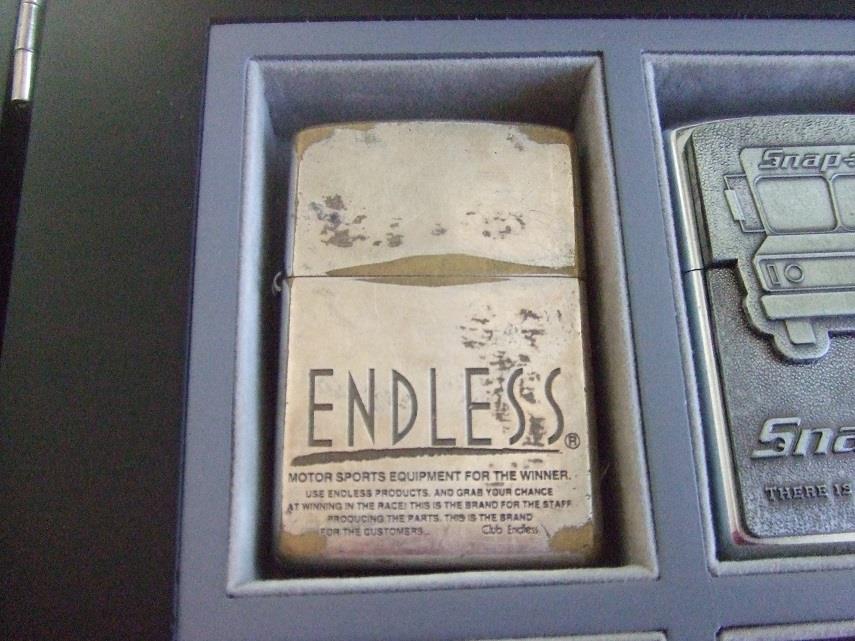 ENDLESS®
MOTOR SPORTS EQUIPMENT FOR THE WINNER.
USE ENDLESS PRODUCTS. AND GRAB YOUR CHANCE
AT WINNING IN THE RACE! THIS IS THE BRAND FOR THE STAFF
PRODUCING THE PARTS. THIS IS THE BRAND
FOR THE CUSTOMERS...
Club Endless
Snap-
Sna
THERE IS